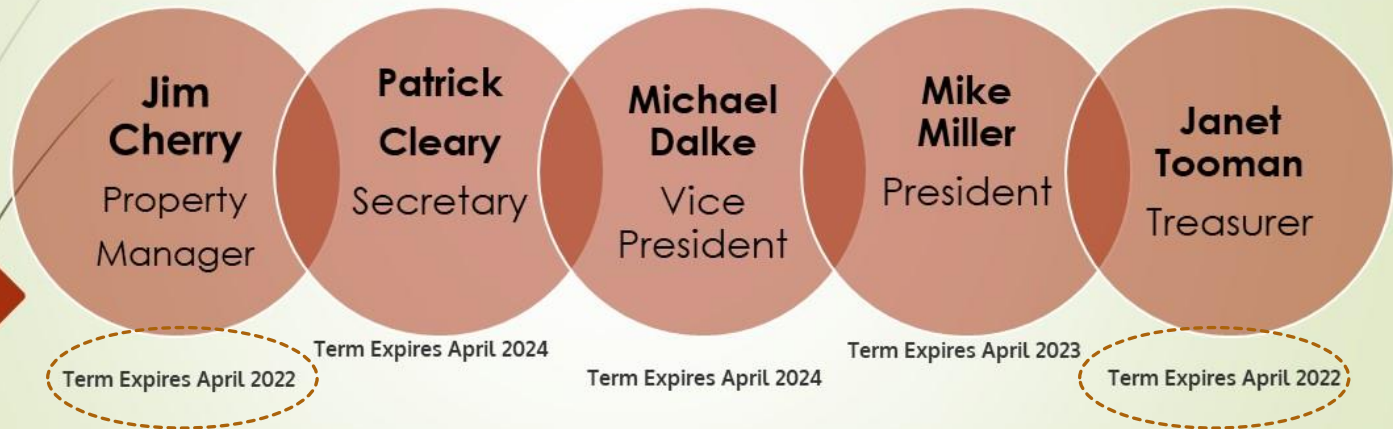 Jim
Cherry
Property
Manager
Term Expires April 2022
Patrick
Cleary
Secretary
Term Expires April 2024
Michael
Dalke
Vice
President
Term Expires April 2024
Mike
Miller
President
Term Expires April 2023
Janet
Tooman
Treasurer
Term Expires April 2022